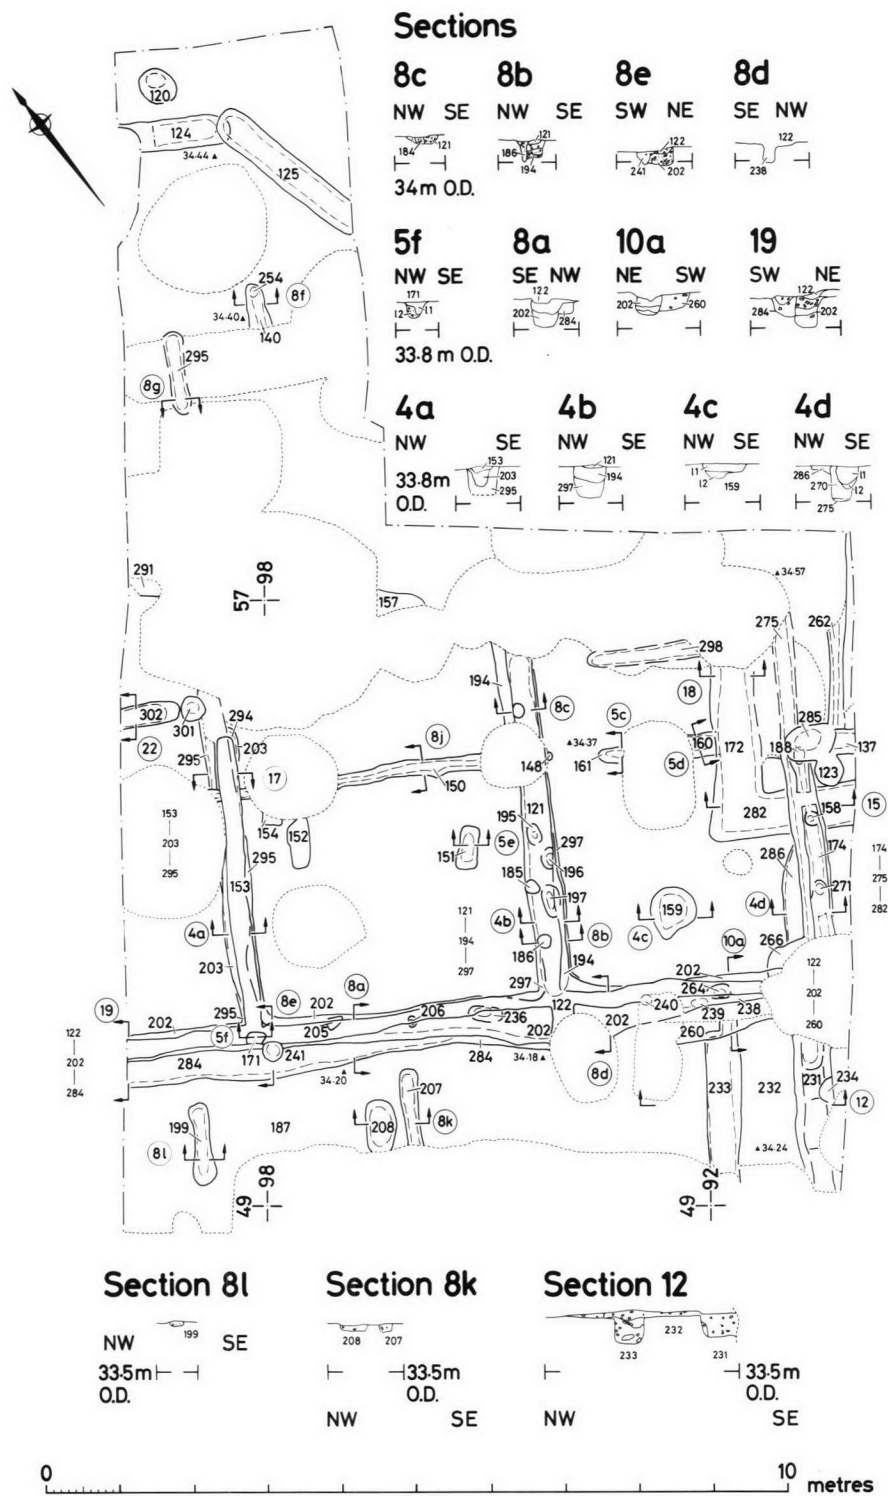 Sections
8c 8b 8e 8d
NW SE NW SE SW NE SE NW
184 121
186 121 194
122 241 202
122 238
34m O.D.
5f 8a 10a 19
NW SE SE NW NE SW SW NE
171 l2 l1
122 202 284
202 260
122 284 202
33·8 m O.D.
4a 4b 4c 4d
NW SE NW SE NW SE NW SE
33·8m
O.D.
153 203 295
121 194 297
l1 l2 159
286 270 275 l1 l2
120
124
34·44
125
254
8f
34·40
140
295
8g
291
57
98
157
34·57
275 262
298
194
18
8c
5c
302
301
294
203
285
22
8j
34·37
160
172
188
137
295
17
148
161
5d
123
150
153
203
295
282
158
15
154 152
195
121
5e
297
174
151
196
286
174
275
282
295
153
185
197
271
4a
121
194
297
4b
8b
159
4c
4d
186
10a
203
194
266
8e
8a
297
202
122
202
260
19
202
295
202
122
264
122
202
284
202
205
206
236
202
202
240
239
238
5f
171
241
284
260
284
34·18
8d
233
232
231
234
34·20
207
12
199
187
208
8k
8l
34·24
49
98
49
92
Section 8l Section 8k Section 12
199
208 207
233 232 231
NW SE
33·5m
O.D.
33·5m
O.D.
33·5m
O.D.
NW SE NW SE
0 10
metres